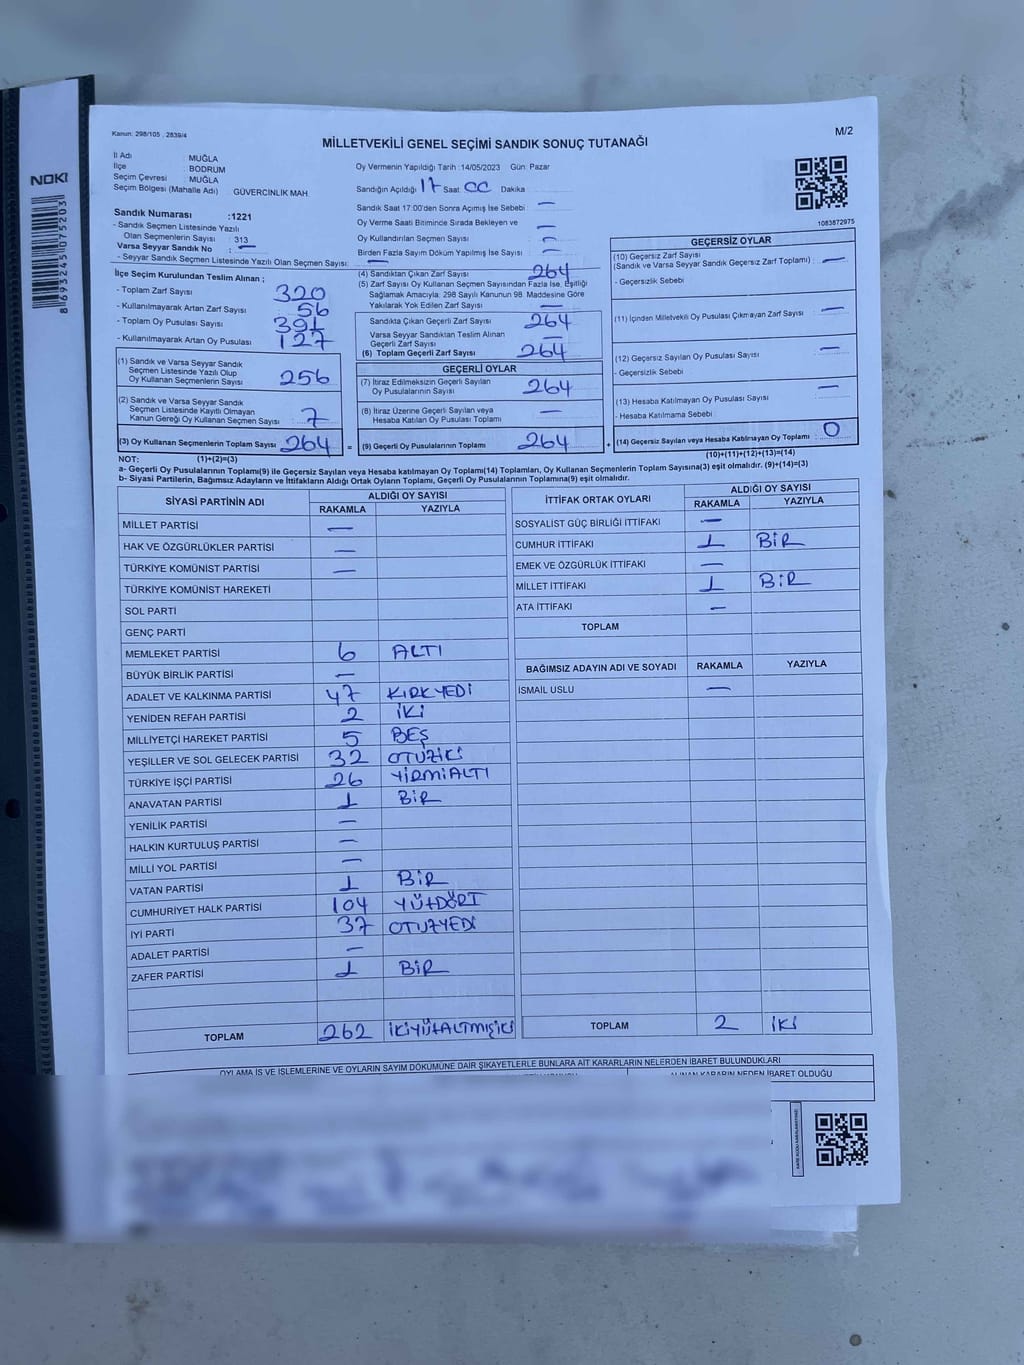 NOKI
8693245075203
Kanun: 298/105 , 2839/4
M/2
MİLLETVEKİLİ GENEL SEÇİMİ SANDIK SONUÇ TUTANAĞI
İl Adı : MUĞLA
İlçe : BODRUM
Seçim Çevresi : MUĞLA
Seçim Bölgesi (Mahalle Adı) : GÜVERCİNLİK MAH.
Sandık Numarası :1221
- Sandık Seçmen Listesinde Yazılı
Olan Seçmenlerin Sayısı : 313
Varsa Seyyar Sandık No : —
- Seyyar Sandık Seçmen Listesinde Yazılı Olan Seçmen Sayısı: —
Oy Vermenin Yapıldığı Tarih :14/05/2023 Gün: Pazar
Sandığın Açıldığı 17 Saat 00 Dakika
Sandık Saat 17:00'den Sonra Açımış İse Sebebi : —
Oy Verme Saati Bitiminde Sırada Bekleyen ve
Oy Kullandırılan Seçmen Sayısı : —
Birden Fazla Sayım Döküm Yapılmış İse Sayısı : —
1083872975
İlçe Seçim Kurulundan Teslim Alınan ;
- Toplam Zarf Sayısı : 320
- Kullanılmayarak Artan Zarf Sayısı : 56
- Toplam Oy Pusulası Sayısı : 391
- Kullanılmayarak Artan Oy Pusulası : 127
(1) Sandık ve Varsa Seyyar Sandık
Seçmen Listesinde Yazılı Olup
Oy Kullanan Seçmenlerin Sayısı : 256
(2) Sandık ve Varsa Seyyar Sandık
Seçmen Listesinde Kayıtlı Olmayan
Kanun Gereği Oy Kullanan Seçmen Sayısı : 7
(3) Oy Kullanan Seçmenlerin Toplam Sayısı : 264
(4) Sandıktan Çıkan Zarf Sayısı : 264
(5) Zarf Sayısı Oy Kullanan Seçmen Sayısından Fazla İse, Eşitliği
Sağlamak Amacıyla: 298 Sayılı Kanunun 98. Maddesine Göre
Yakılarak Yok Edilen Zarf Sayısı : —
Sandıkta Çıkan Geçerli Zarf Sayısı : 264
Varsa Seyyar Sandıktan Teslim Alınan
Geçerli Zarf Sayısı : —
(6) Toplam Geçerli Zarf Sayısı : 264
GEÇERLİ OYLAR
(7) İtiraz Edilmeksizin Geçerli Sayılan
Oy Pusulalarının Sayısı : 264
(8) İtiraz Üzerine Geçerli Sayılan veya
Hesaba Katılan Oy Pusulası Toplamı : —
= (9) Geçerli Oy Pusulalarının Toplamı : 264 +
GEÇERSİZ OYLAR
(10) Geçersiz Zarf Sayısı
(Sandık ve Varsa Seyyar Sandık Geçersiz Zarf Toplamı) : —
- Geçersizlik Sebebi
(11) İçinden Milletvekili Oy Pusulası Çıkmayan Zarf Sayısı : —
(12) Geçersiz Sayılan Oy Pusulası Sayısı : —
- Geçersizlik Sebebi
(13) Hesaba Katılmayan Oy Pusulası Sayısı : —
- Hesaba Katılmama Sebebi :
(14) Geçersiz Sayılan veya Hesaba Katılmayan Oy Toplamı : 0
NOT: (1)+(2)=(3)
(10)+(11)+(12)+(13)=(14)
a- Geçerli Oy Pusulalarının Toplamı(9) ile Geçersiz Sayılan veya Hesaba katılmayan Oy Toplamı(14) Toplamları, Oy Kullanan Seçmenlerin Toplam Sayısına(3) eşit olmalıdır. (9)+(14)=(3)
b- Siyasi Partilerin, Bağımsız Adayların ve İttifakların Aldığı Ortak Oyların Toplamı, Geçerli Oy Pusulalarının Toplamına(9) eşit olmalıdır.
SİYASİ PARTİNİN ADI ALDIĞI OY SAYISI
RAKAMLA YAZIYLA
MİLLET PARTİSİ —
HAK VE ÖZGÜRLÜKLER PARTİSİ —
TÜRKİYE KOMÜNİST PARTİSİ —
TÜRKİYE KOMÜNİST HAREKETİ
SOL PARTİ
GENÇ PARTİ
MEMLEKET PARTİSİ 6 ALTI
BÜYÜK BİRLİK PARTİSİ —
ADALET VE KALKINMA PARTİSİ 47 KIRKYEDİ
YENİDEN REFAH PARTİSİ 2 İKİ
MİLLİYETÇİ HAREKET PARTİSİ 5 BEŞ
YEŞİLLER VE SOL GELECEK PARTİSİ 32 OTUZİKİ
TÜRKİYE İŞÇİ PARTİSİ 26 YİRMİALTI
ANAVATAN PARTİSİ 1 BİR
YENİLİK PARTİSİ —
HALKIN KURTULUŞ PARTİSİ —
MİLLİ YOL PARTİSİ —
VATAN PARTİSİ 1 BİR
CUMHURİYET HALK PARTİSİ 104 YÜZDÖRT
İYİ PARTİ 37 OTUZYEDİ
ADALET PARTİSİ —
ZAFER PARTİSİ 1 BİR
TOPLAM 262 İKİYÜZALTMIŞİKİ
İTTİFAK ORTAK OYLARI ALDIĞI OY SAYISI
RAKAMLA YAZIYLA
SOSYALİST GÜÇ BİRLİĞİ İTTİFAKI —
CUMHUR İTTİFAKI 1 BİR
EMEK VE ÖZGÜRLÜK İTTİFAKI —
MİLLET İTTİFAKI 1 BİR
ATA İTTİFAKI —
TOPLAM
BAĞIMSIZ ADAYIN ADI VE SOYADI RAKAMLA YAZIYLA
İSMAİL USLU —
TOPLAM 2 İKİ
OYLAMA İŞ VE İŞLEMLERİNE VE OYLARIN SAYIM DÖKÜMÜNE DAİR ŞİKAYETLERLE BUNLARA AİT KARARLARIN NELERDEN İBARET BULUNDUKLARI
ALINAN KARARIN NEDEN İBARET OLDUĞU